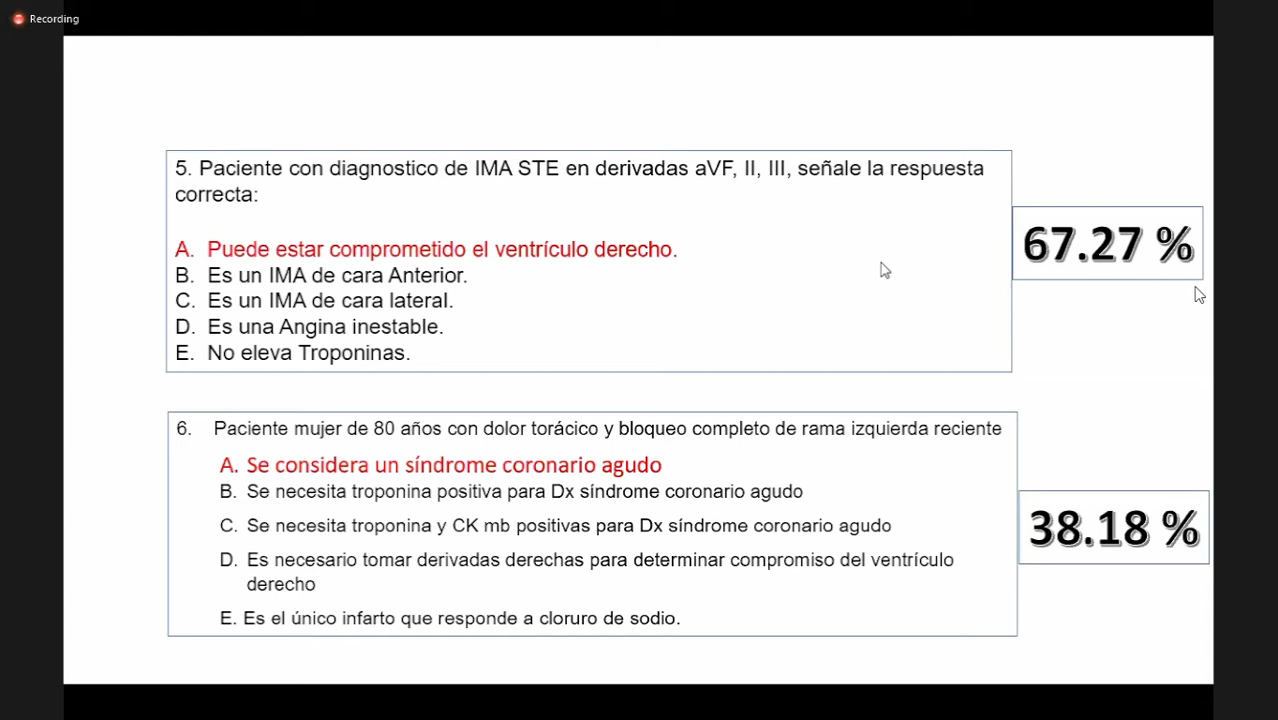 Recording
5. Paciente con diagnostico de IMA STE en derivadas aVF, II, III, señale la respuesta
correcta:
A. Puede estar comprometido el ventrículo derecho.
B. Es un IMA de cara Anterior.
C. Es un IMA de cara lateral.
D. Es una Angina inestable.
E. No eleva Troponinas.
67.27 %
6. Paciente mujer de 80 años con dolor torácico y bloqueo completo de rama izquierda reciente
A. Se considera un síndrome coronario agudo
B. Se necesita troponina positiva para Dx síndrome coronario agudo
C. Se necesita troponina y CK mb positivas para Dx síndrome coronario agudo
D. Es necesario tomar derivadas derechas para determinar compromiso del ventrículo
derecho
E. Es el único infarto que responde a cloruro de sodio.
38.18 %